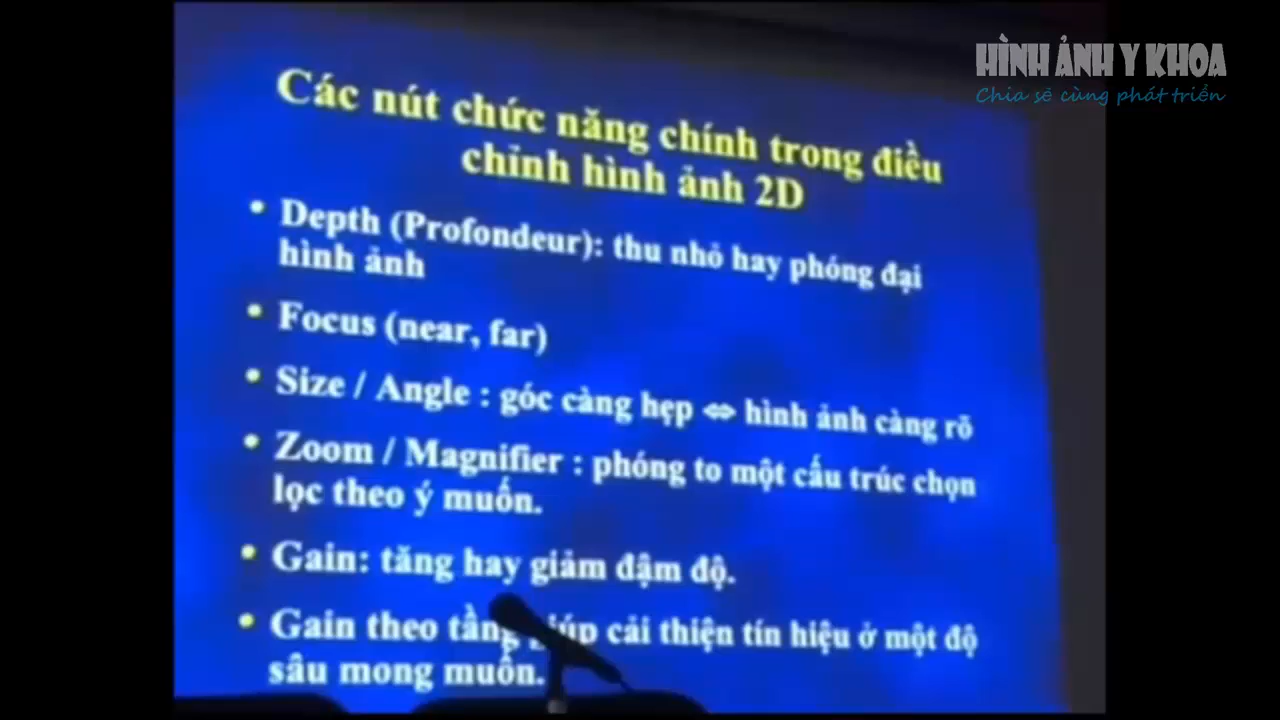 HÌNH ẢNH Y KHOA
Chia sẻ cùng phát triển
Các nút chức năng chính trong điều
chỉnh hình ảnh 2D
• Depth (Profondeur): thu nhỏ hay phóng đại
hình ảnh
• Focus (near, far)
• Size / Angle : góc càng hẹp ⇔ hình ảnh càng rõ
• Zoom / Magnifier : phóng to một cấu trúc chọn
lọc theo ý muốn.
• Gain: tăng hay giảm đậm độ.
• Gain theo tầng giúp cải thiện tín hiệu ở một độ
sâu mong muốn.